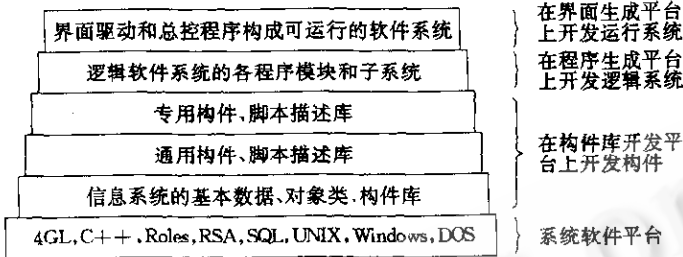 界面驱动和总控程序构成可运行的软件系统
在界面生成平台
上开发运行系统
逻辑软件系统的各程序模块和子系统
在程序生成平台
上开发逻辑系统
专用构件、脚本描述库
通用构件、脚本描述库
信息系统的基本数据、对象类、构件库
在构件库开发平
台上开发构件
4GL,C++,Roles,RSA,SQL,UNIX,Windows,DOS
系统软件平台